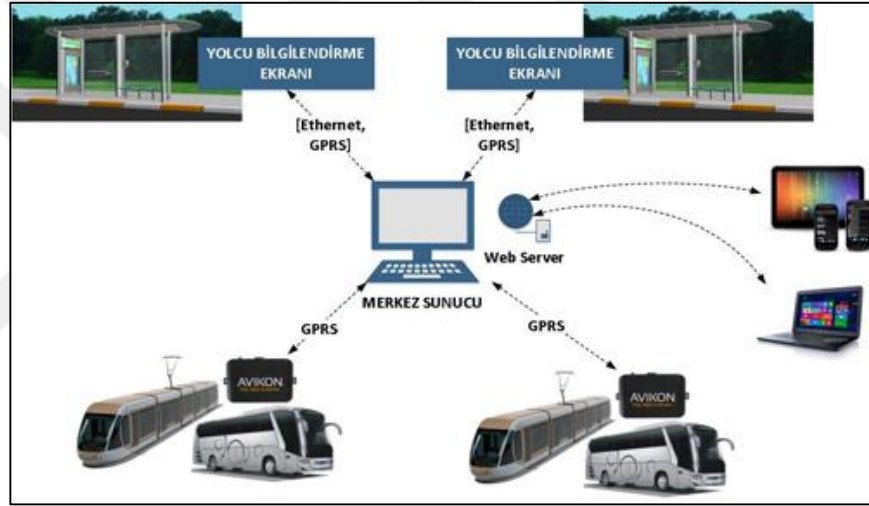 YOLCU BİLGİLENDİRME
EKRANI
YOLCU BİLGİLENDİRME
EKRANI
[Ethernet,
GPRS]
[Ethernet,
GPRS]
Web Server
MERKEZ SUNUCU
GPRS
GPRS
AVIKON
AVIKON